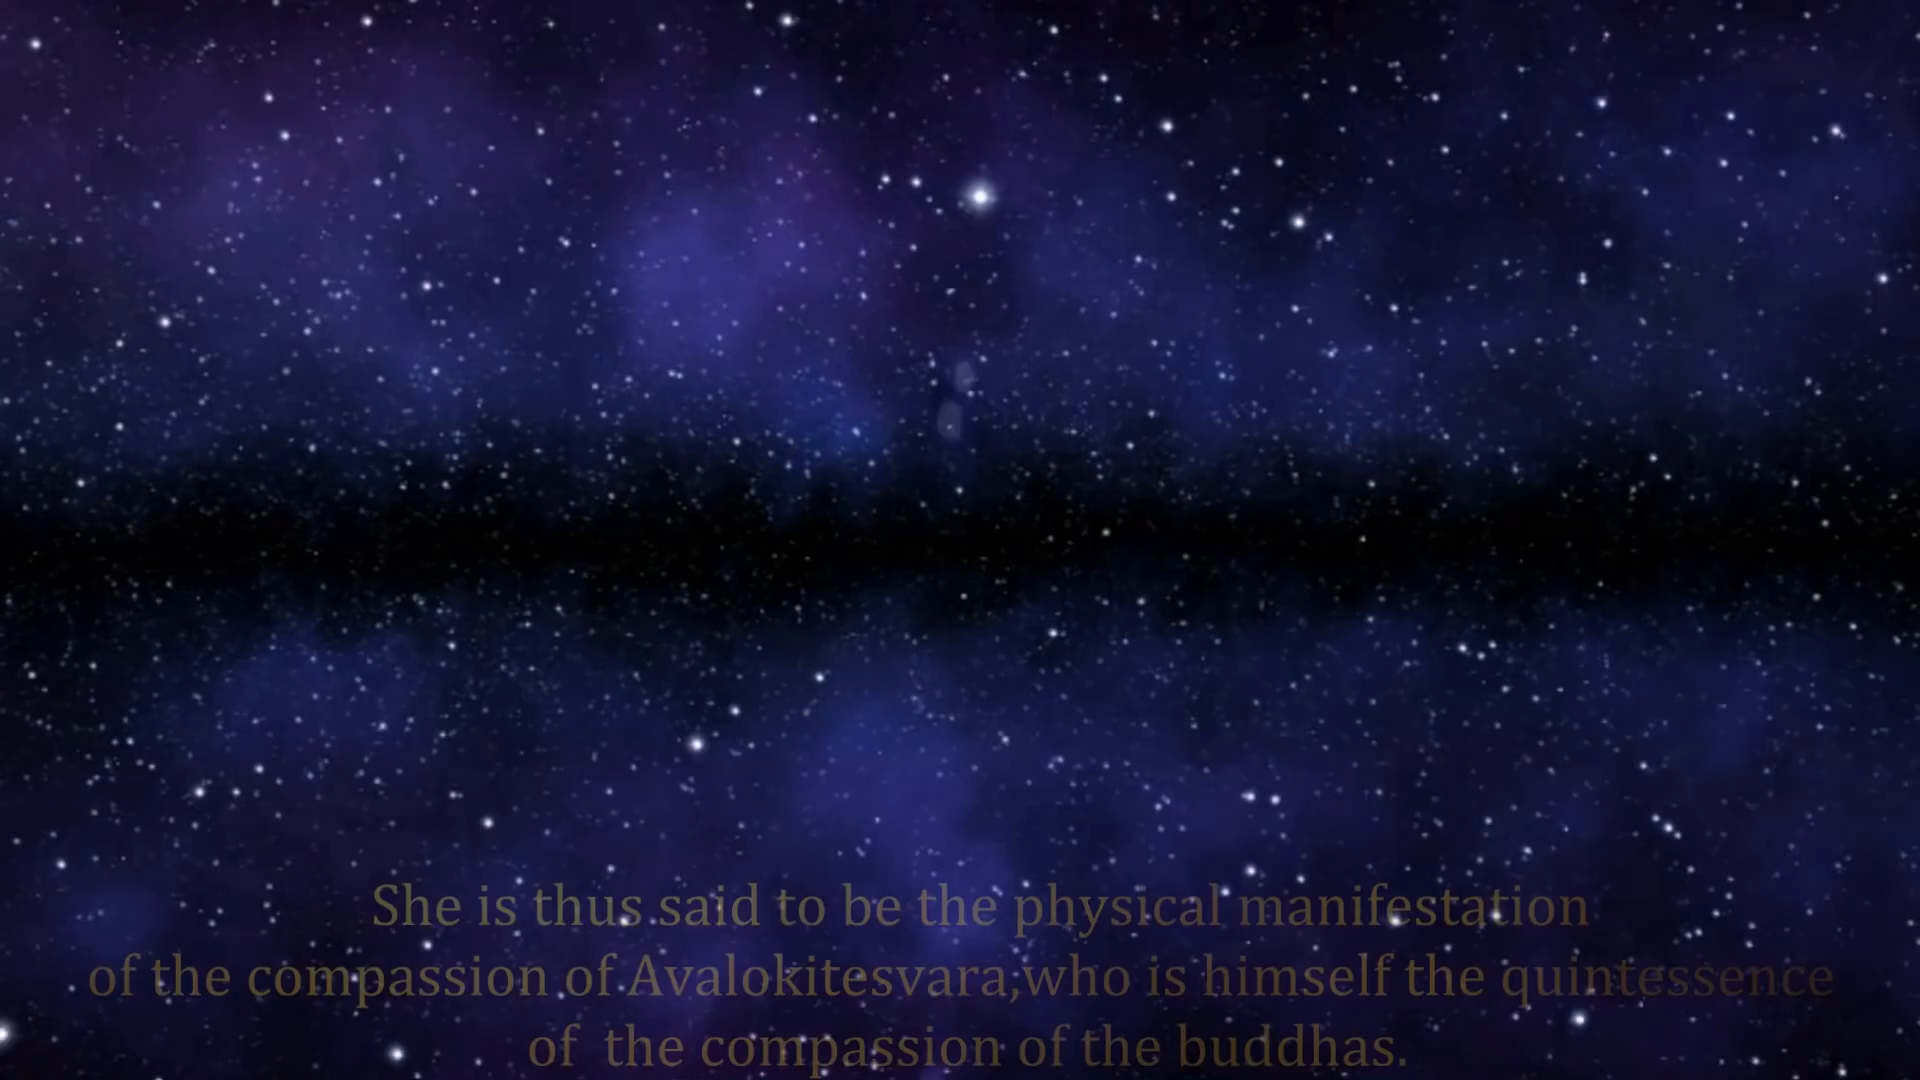 She is thus said to be the physical manifestation
of the compassion of Avalokitesvara,who is himself the quintessence
of  the compassion of the buddhas.